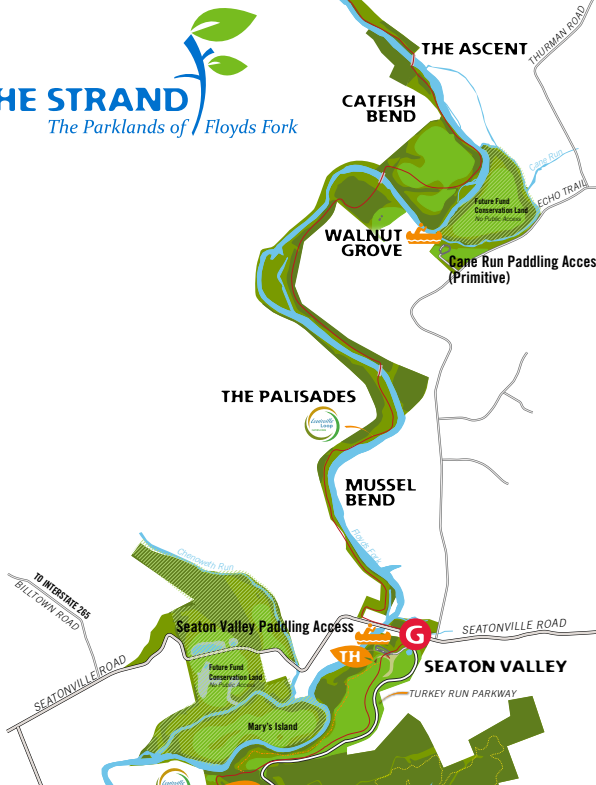 THE ASCENT
THURMAN ROAD
HE STRAND
The Parklands of Floyds Fork
CATFISH
BEND
Cane Run
ECHO TRAIL
Future Fund
Conservation Land
No Public Access
WALNUT
GROVE
Cane Run Paddling Acces
(Primitive)
THE PALISADES
Louisville
Loop
MUSSEL
BEND
Floyds Fork
Chenoweth Run
TO INTERSTATE 265
BILLTOWN ROAD
Seaton Valley Paddling Access
G
SEATONVILLE ROAD
TH
SEATON VALLEY
SEATONVILLE ROAD
Future Fund
Conservation Land
No Public Access
TURKEY RUN PARKWAY
Mary's Island
Louisville